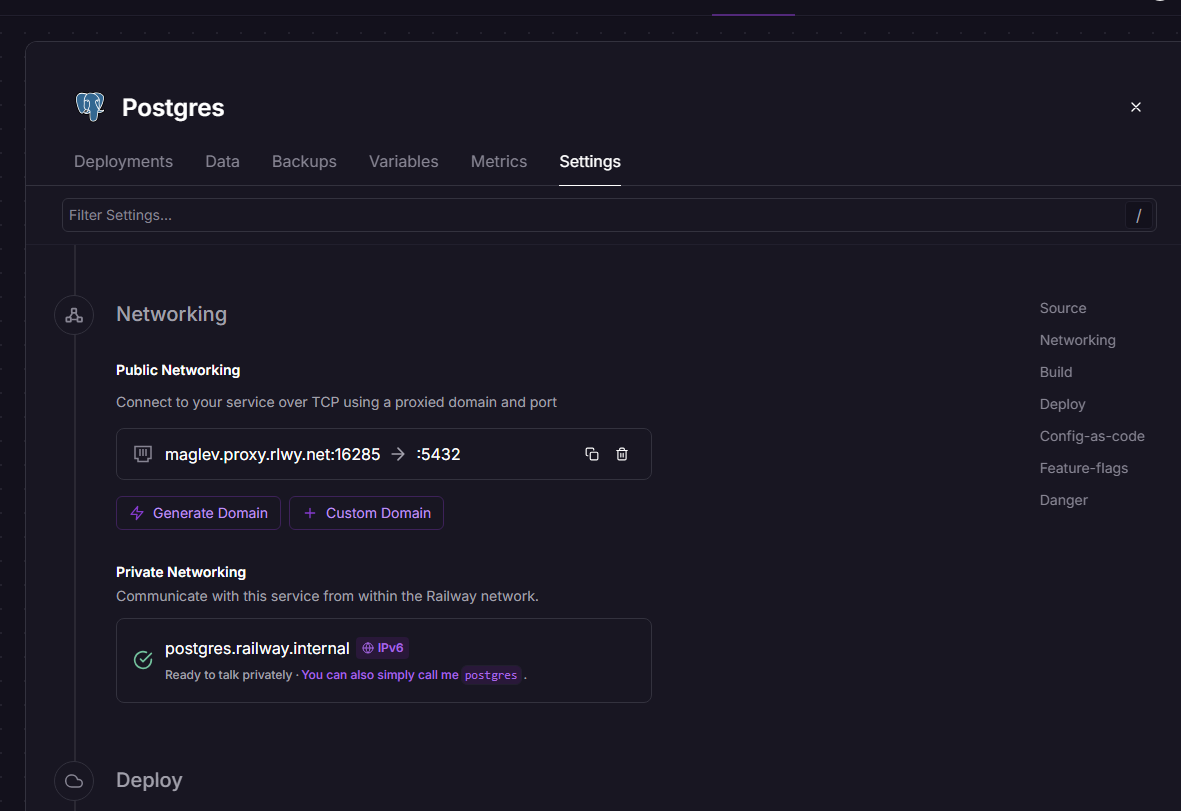 Postgres
Deployments Data Backups Variables Metrics Settings
Filter Settings... /
Networking
Public Networking
Connect to your service over TCP using a proxied domain and port
maglev.proxy.rlwy.net:16285 → :5432
Generate Domain + Custom Domain
Private Networking
Communicate with this service from within the Railway network.
postgres.railway.internal IPv6
Ready to talk privately · You can also simply call me postgres .
Deploy
Source
Networking
Build
Deploy
Config-as-code
Feature-flags
Danger